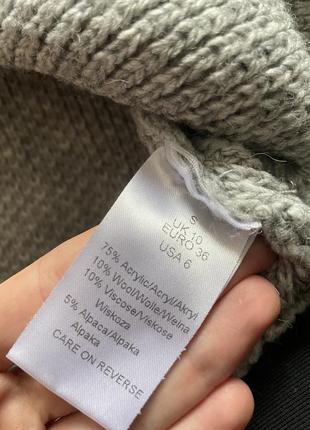 S
UK 10
EURO 36
USA 6
75% Acrylic/Acryl/Akryl
10% Wool/Wolle/Wełna
10% Viscose/Viskose
Wiskoza
5% Alpaca/Alpaka
Alpaka
CARE ON REVERSE